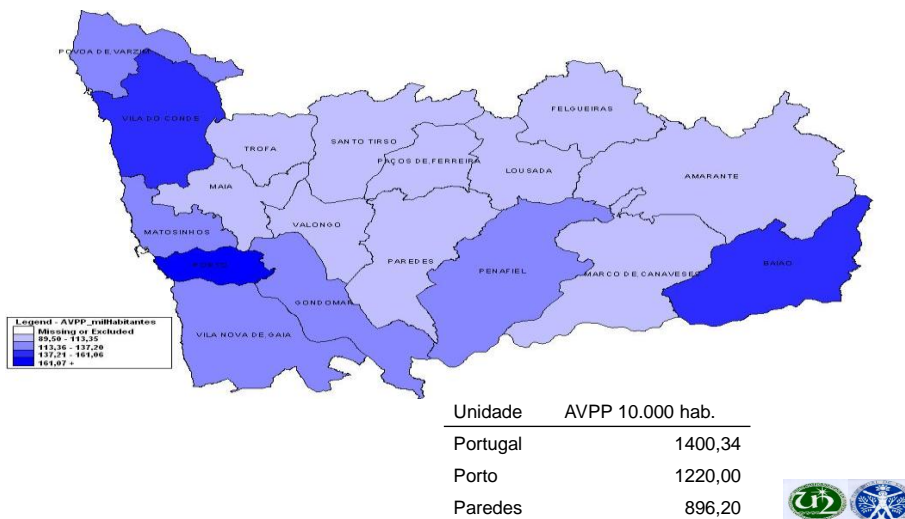 POVOA DE VARZIM
VILA DO CONDE
FELGUEIRAS
TROFA
SANTO TIRSO
PAÇOS DE FERREIRA
LOUSADA
AMARANTE
MAIA
VALONGO
MATOSINHOS
PAREDES
PENAFIEL
MARCO DE CANAVESES
BAIAO
PORTO
GONDOMAR
VILA NOVA DE GAIA
Legend - AVPP_milHabitantes
Missing or Excluded
89,50 - 113,35
113,36 - 137,20
137,21 - 161,06
161,07 +
Unidade AVPP 10.000 hab.
Portugal 1400,34
Porto 1220,00
Paredes 896,20